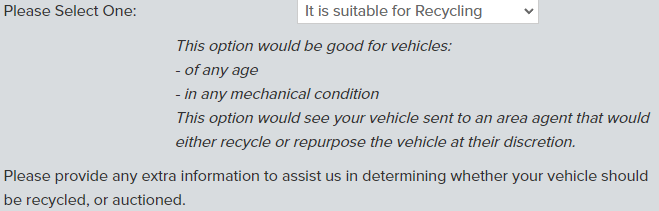 Please Select One: It is suitable for Recycling
This option would be good for vehicles:
- of any age
- in any mechanical condition
This option would see your vehicle sent to an area agent that would
either recycle or repurpose the vehicle at their discretion.
Please provide any extra information to assist us in determining whether your vehicle should
be recycled, or auctioned.